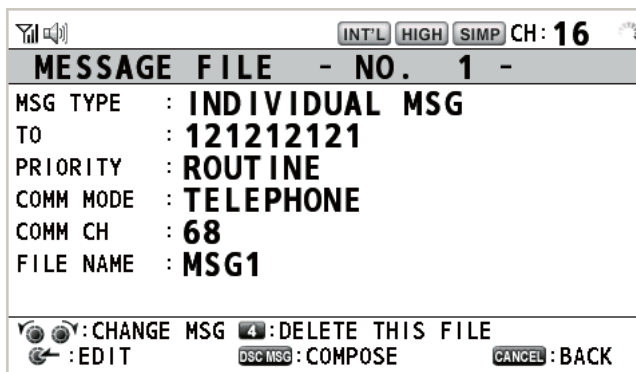 INT'L HIGH SIMP CH: 16
MESSAGE FILE - NO. 1 -
MSG TYPE : INDIVIDUAL MSG
TO : 121212121
PRIORITY : ROUTINE
COMM MODE : TELEPHONE
COMM CH : 68
FILE NAME : MSG1
:CHANGE MSG 4:DELETE THIS FILE
:EDIT DSC MSG:COMPOSE CANCEL:BACK